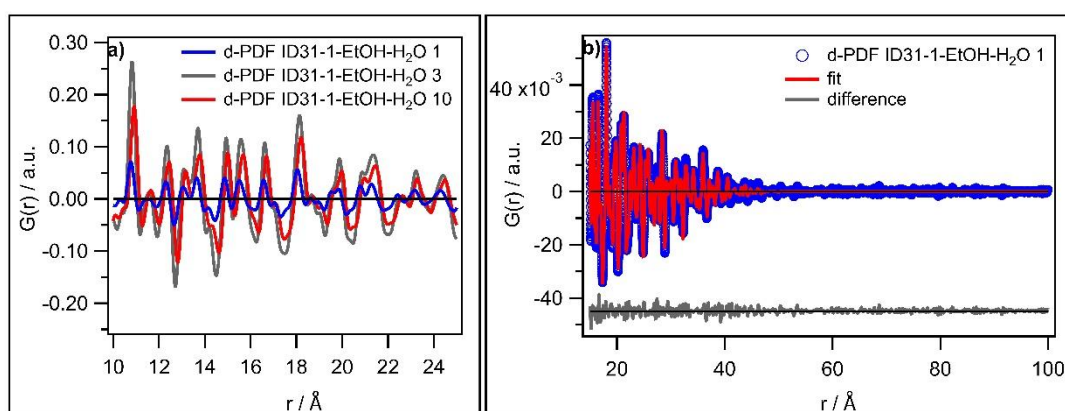 a)
d-PDF ID31-1-EtOH-H₂O 1
d-PDF ID31-1-EtOH-H₂O 3
d-PDF ID31-1-EtOH-H₂O 10
0.30
0.20
0.10
0.00
-0.10
-0.20
G(r) / a.u.
10 12 14 16 18 20 22 24
r / Å
b)
d-PDF ID31-1-EtOH-H₂O 1
fit
difference
40 x10⁻³
20
0
-20
-40
G(r) / a.u.
20 40 60 80 100
r / Å